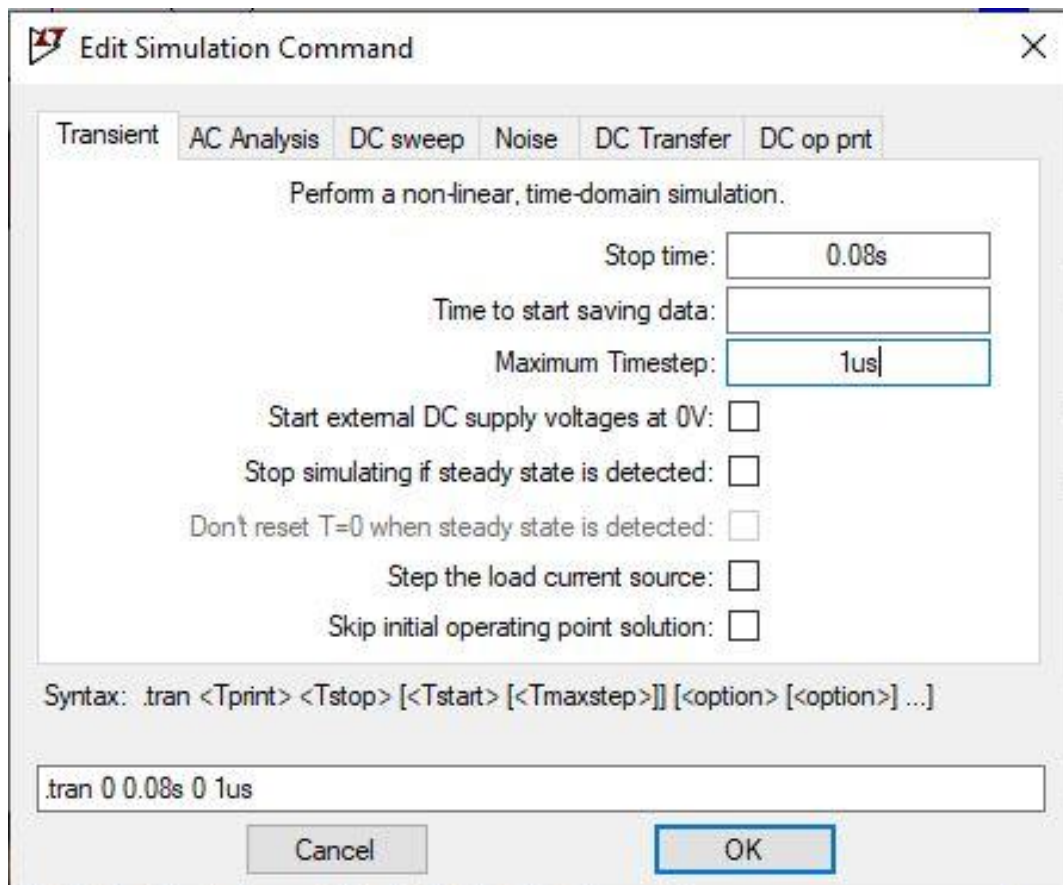 Edit Simulation Command
Transient AC Analysis DC sweep Noise DC Transfer DC op pnt
Perform a non-linear, time-domain simulation.
Stop time: 0.08s
Time to start saving data:
Maximum Timestep: 1us
Start external DC supply voltages at 0V:
Stop simulating if steady state is detected:
Don't reset T=0 when steady state is detected:
Step the load current source:
Skip initial operating point solution:
Syntax: .tran <Tprint> <Tstop> [<Tstart> [<Tmaxstep>]] [<option> [<option>] ...]
.tran 0 0.08s 0 1us
Cancel OK